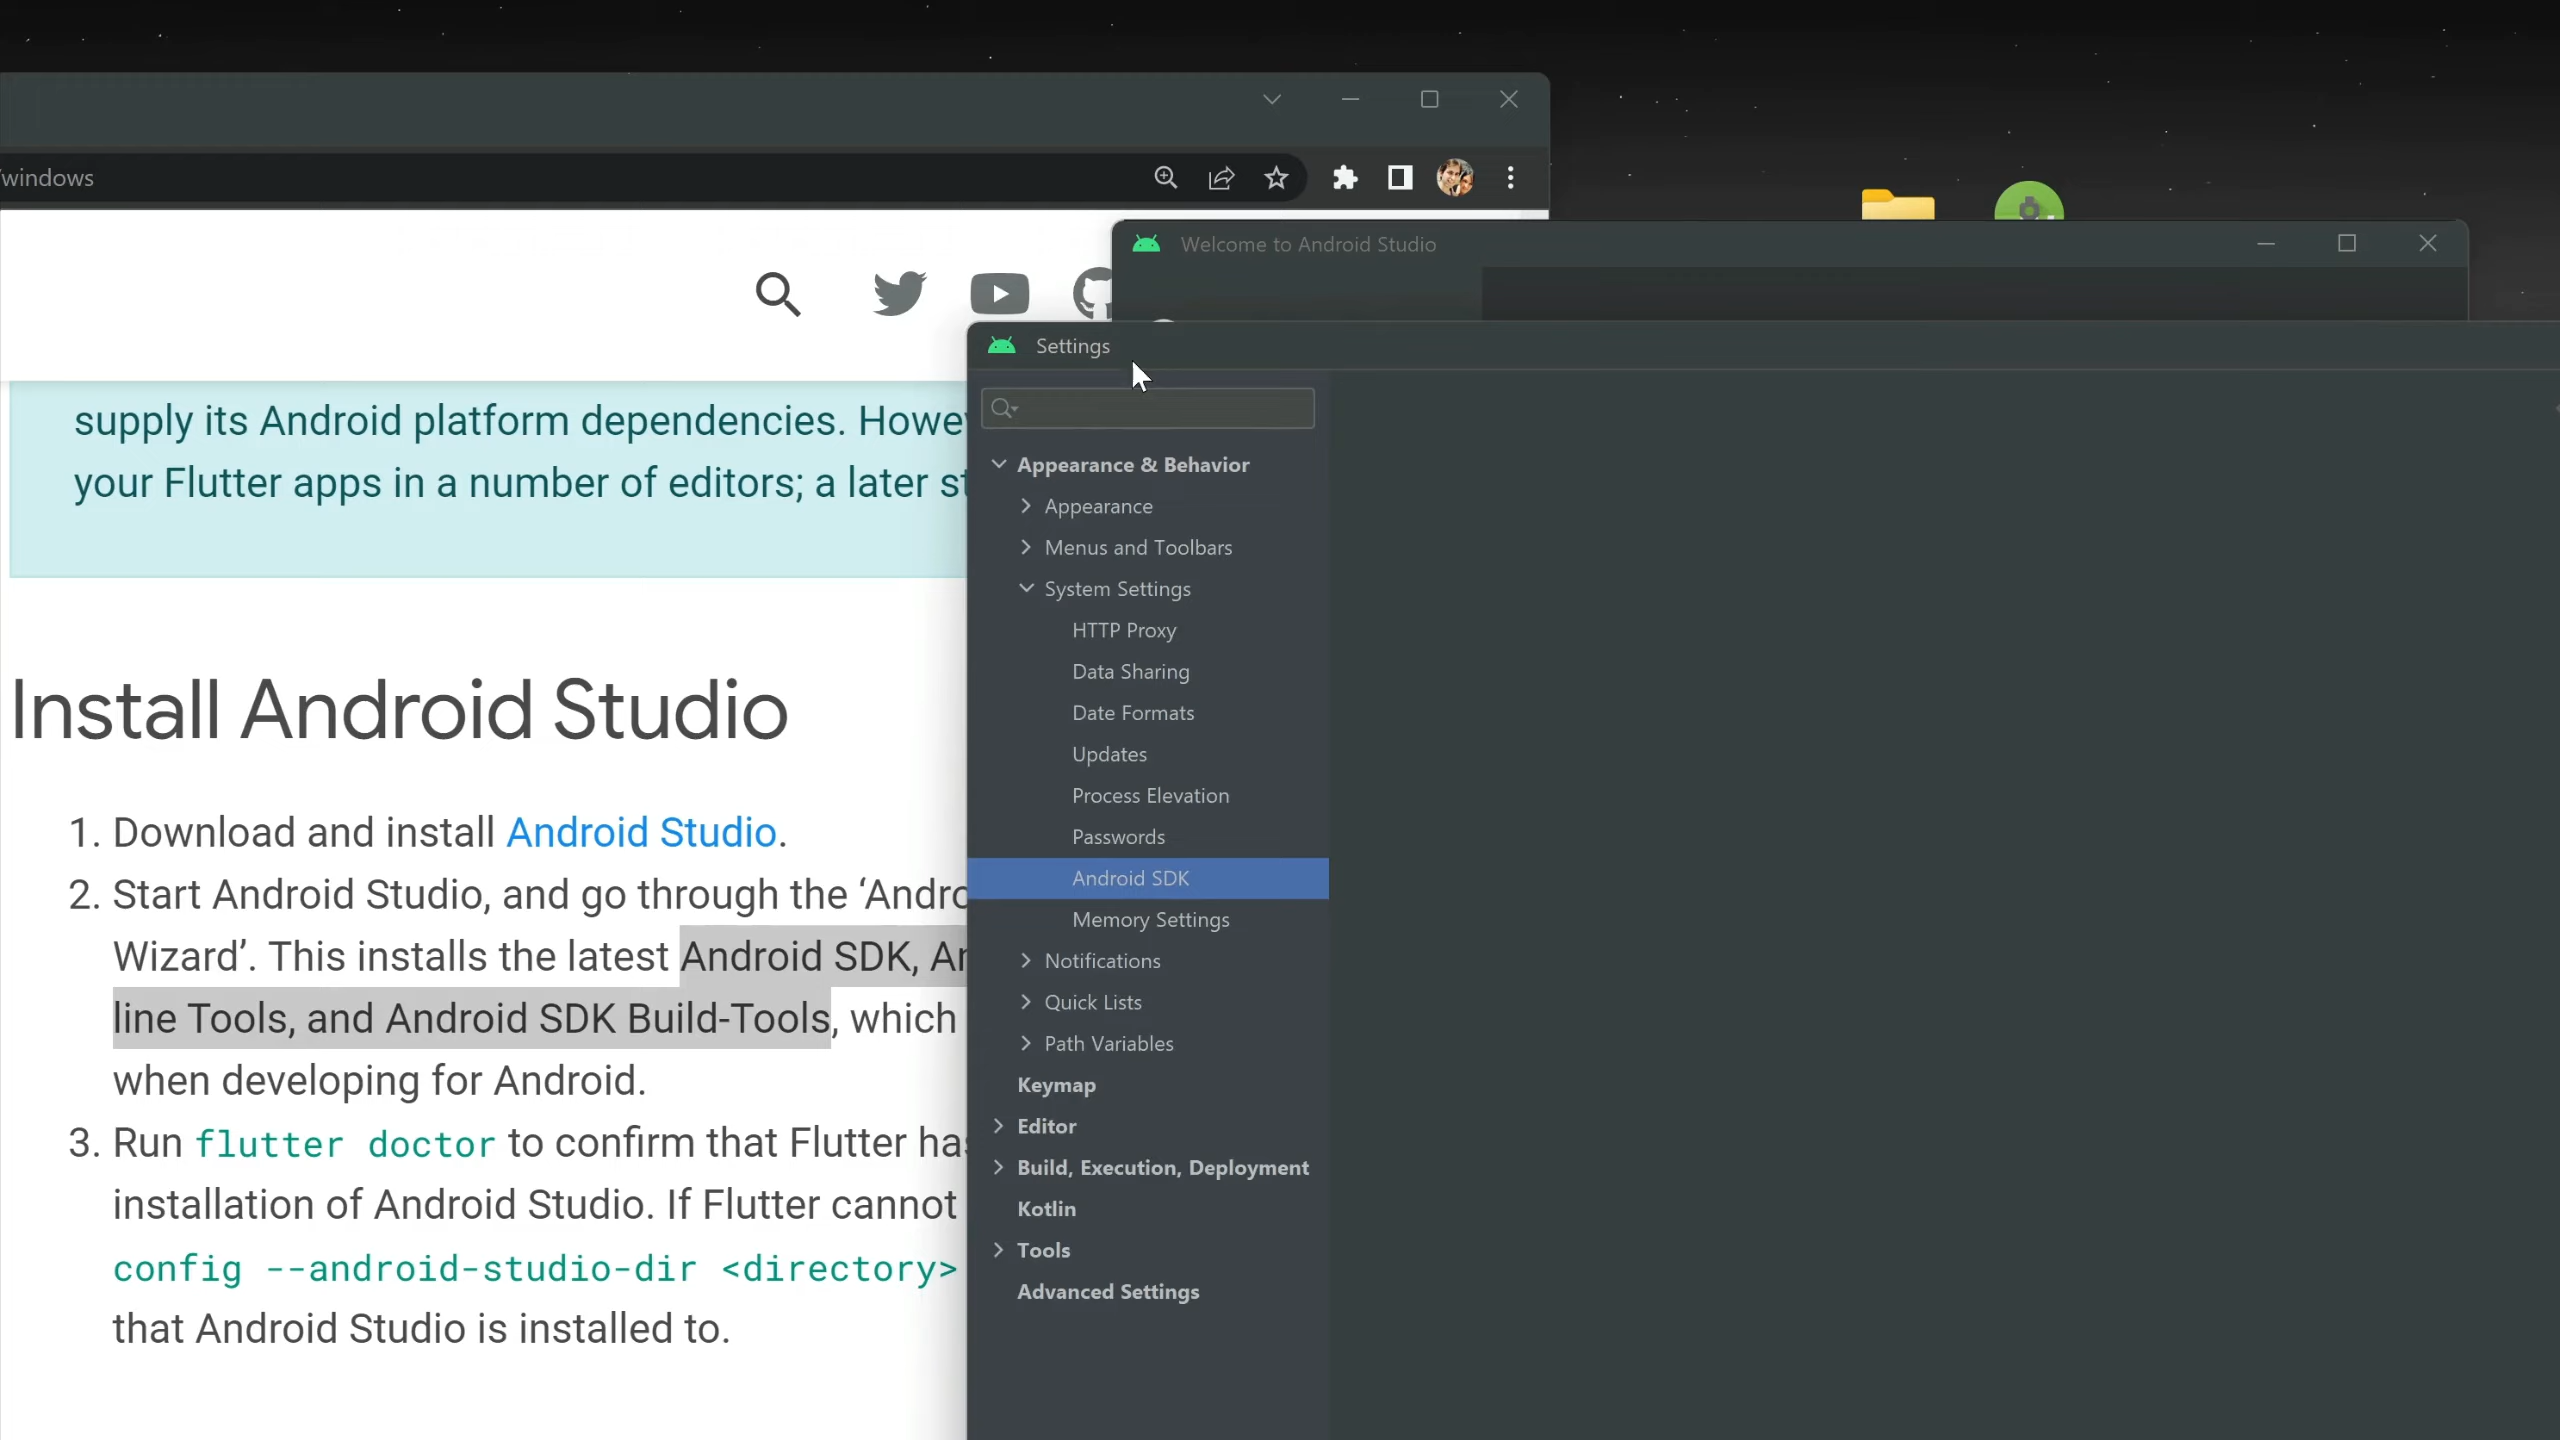 /windows
Welcome to Android Studio
supply its Android platform dependencies.
your Flutter apps in a number of editors; a later
Install Android Studio
1. Download and install Android Studio.
2. Start Android Studio, and go through the ‘
Wizard’. This installs the latest Android SDK,
line Tools, and Android SDK Build-Tools, which
when developing for Android.
3. Run flutter doctor to confirm that Flutter
installation of Android Studio. If Flutter cannot
config --android-studio-dir <directory>
that Android Studio is installed to.
Settings
Appearance & Behavior
Appearance
Menus and Toolbars
System Settings
HTTP Proxy
Data Sharing
Date Formats
Updates
Process Elevation
Passwords
Android SDK
Memory Settings
Notifications
Quick Lists
Path Variables
Keymap
Editor
Build, Execution, Deployment
Kotlin
Tools
Advanced Settings